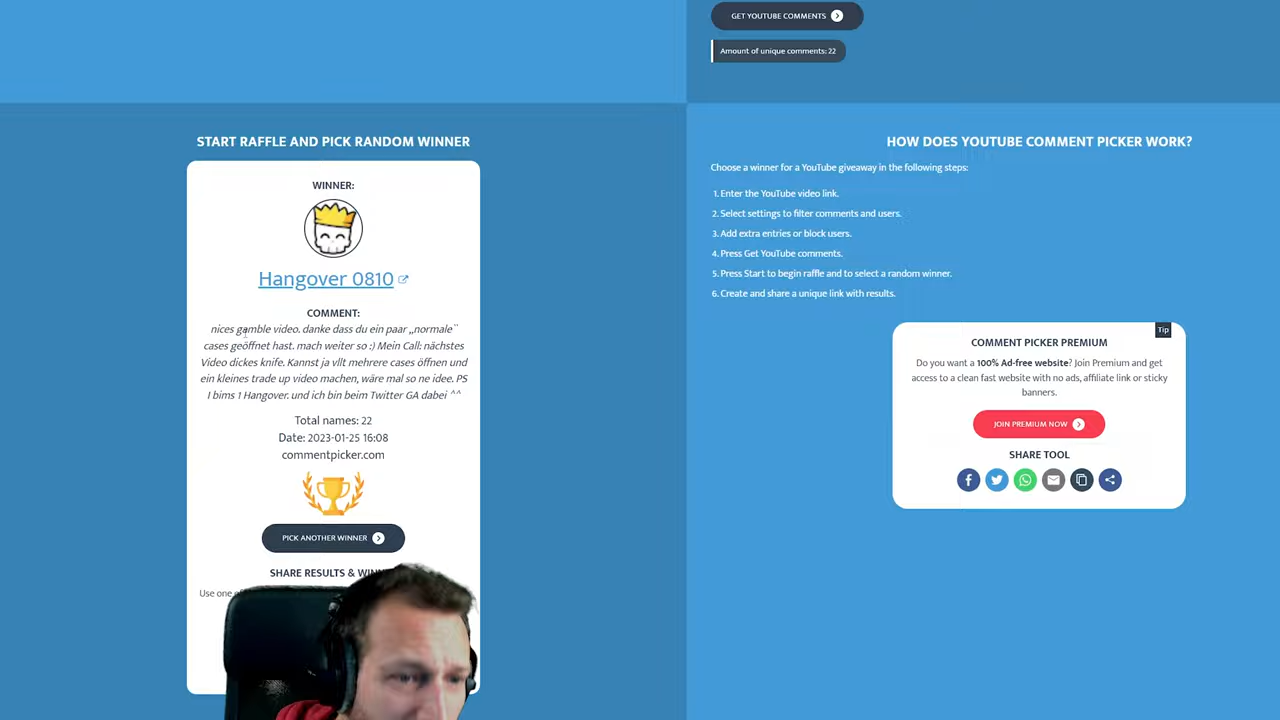 GET YOUTUBE COMMENTS
Amount of unique comments: 22
START RAFFLE AND PICK RANDOM WINNER
WINNER:
Hangover 0810
COMMENT:
nices gamble video. danke dass du ein paar ,,normale``
cases geöffnet hast. mach weiter so :) Mein Call: nächstes
Video dickes knife. Kannst ja vllt mehrere cases öffnen und
ein kleines trade up video machen, wäre mal so ne idee. PS
I bims 1 Hangover. und ich bin beim Twitter GA dabei ^^
Total names: 22
Date: 2023-01-25 16:08
commentpicker.com
PICK ANOTHER WINNER
SHARE RESULTS &
Use one
HOW DOES YOUTUBE COMMENT PICKER WORK?
Choose a winner for a YouTube giveaway in the following steps:
1. Enter the YouTube video link.
2. Select settings to filter comments and users.
3. Add extra entries or block users.
4. Press Get YouTube comments.
5. Press Start to begin raffle and to select a random winner.
6. Create and share a unique link with results.
Tip
COMMENT PICKER PREMIUM
Do you want a 100% Ad-free website? Join Premium and get
access to a clean fast website with no ads, affiliate link or sticky
banners.
JOIN PREMIUM NOW
SHARE TOOL